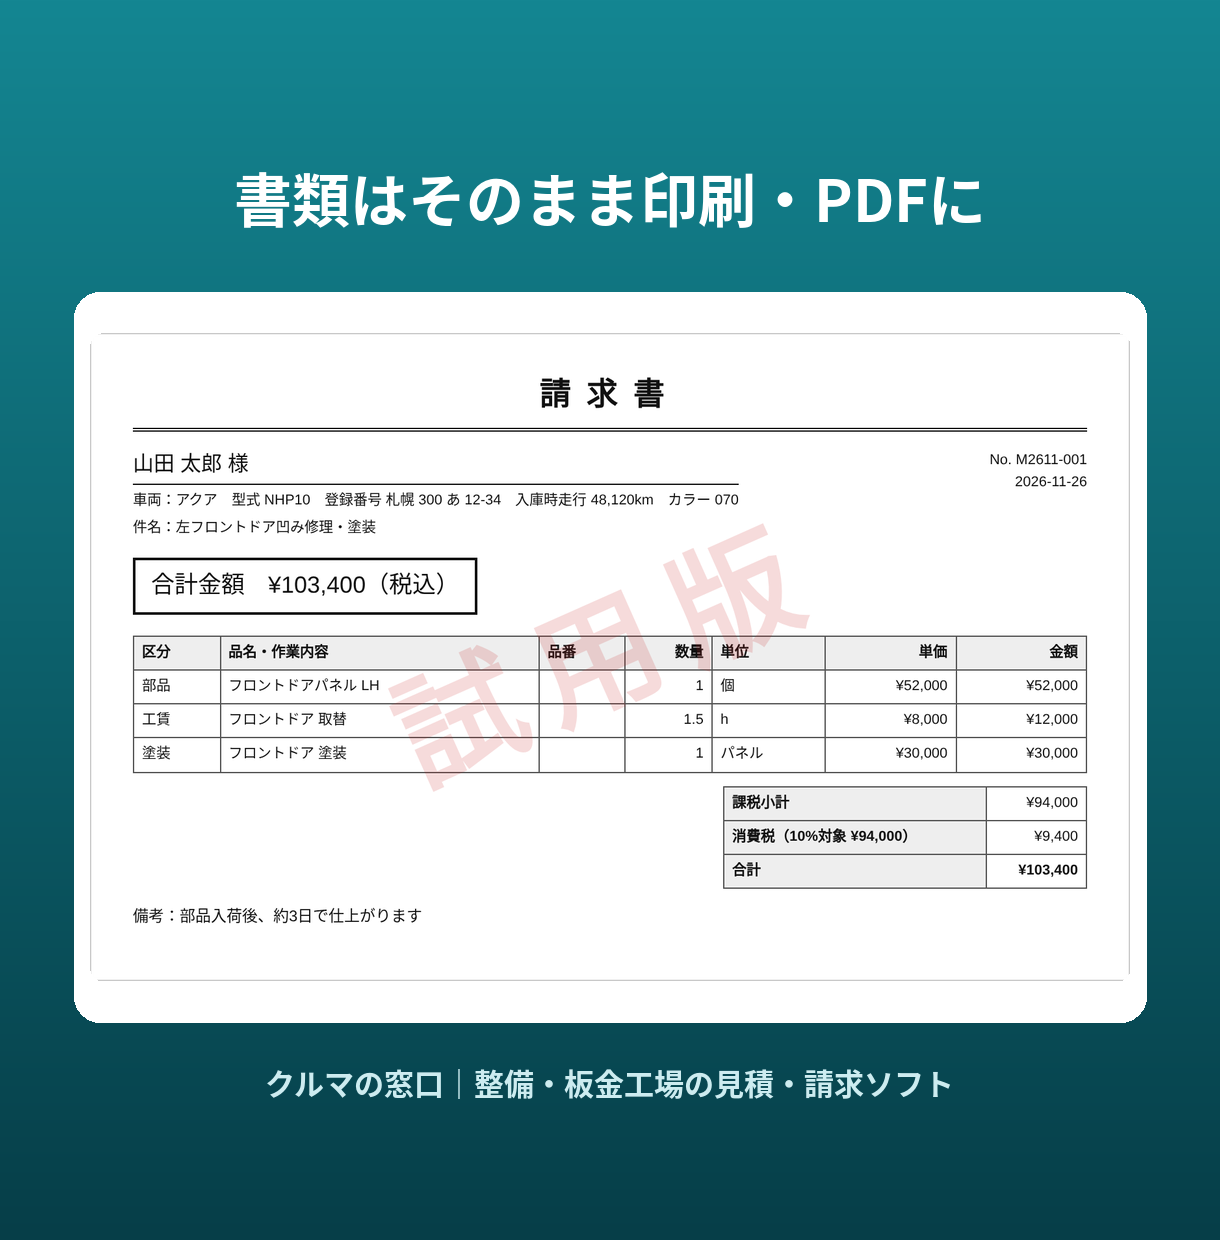 書類はそのまま印刷・PDFに
請求書
山田 太郎 様
No. M2611-001
2026-11-26
車両：アクア　型式 NHP10　登録番号 札幌 300 あ 12-34　入庫時走行 48,120km　カラー 070
件名：左フロントドア凹み修理・塗装
合計金額　¥103,400（税込）
試用版
区分 品名・作業内容 品番 数量 単位 単価 金額
部品 フロントドアパネル LH 1 個 ¥52,000 ¥52,000
工賃 フロントドア 取替 1.5 h ¥8,000 ¥12,000
塗装 フロントドア 塗装 1 パネル ¥30,000 ¥30,000
課税小計 ¥94,000
消費税（10%対象 ¥94,000） ¥9,400
合計 ¥103,400
備考：部品入荷後、約3日で仕上がります
クルマの窓口｜整備・板金工場の見積・請求ソフト